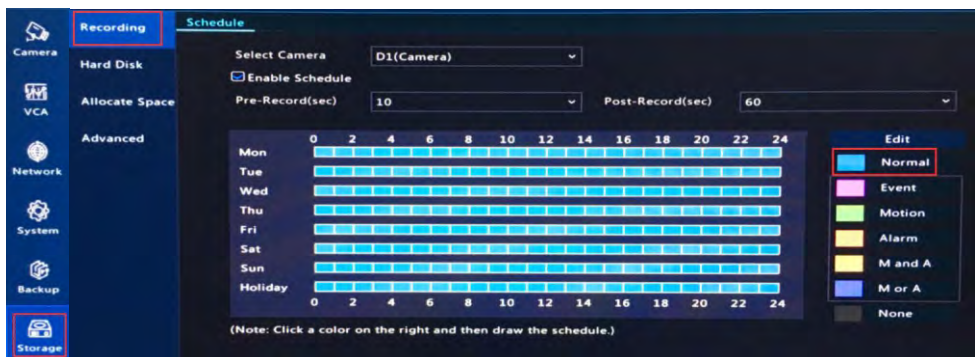 Camera
VCA
Network
System
Backup
Storage
Recording
Hard Disk
Allocate Space
Advanced
Schedule
Select Camera D1(Camera)
Enable Schedule
Pre-Record(sec) 10 Post-Record(sec) 60
0 2 4 6 8 10 12 14 16 18 20 22 24
Mon
Tue
Wed
Thu
Fri
Sat
Sun
Holiday
0 2 4 6 8 10 12 14 16 18 20 22 24
Edit
Normal
Event
Motion
Alarm
M and A
M or A
None
(Note: Click a color on the right and then draw the schedule.)